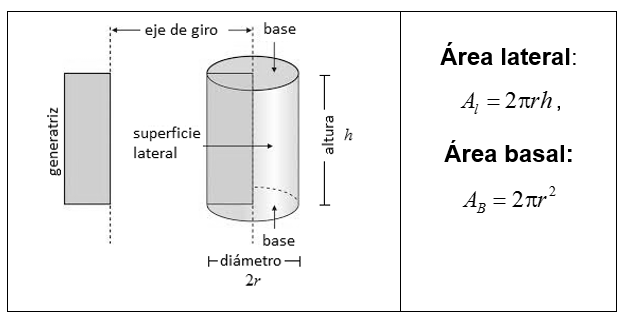 eje de giro
base
generatriz
superficie
lateral
altura
h
base
diámetro
2r
Área lateral:
A_l = 2πrh,
Área basal:
A_B = 2πr²